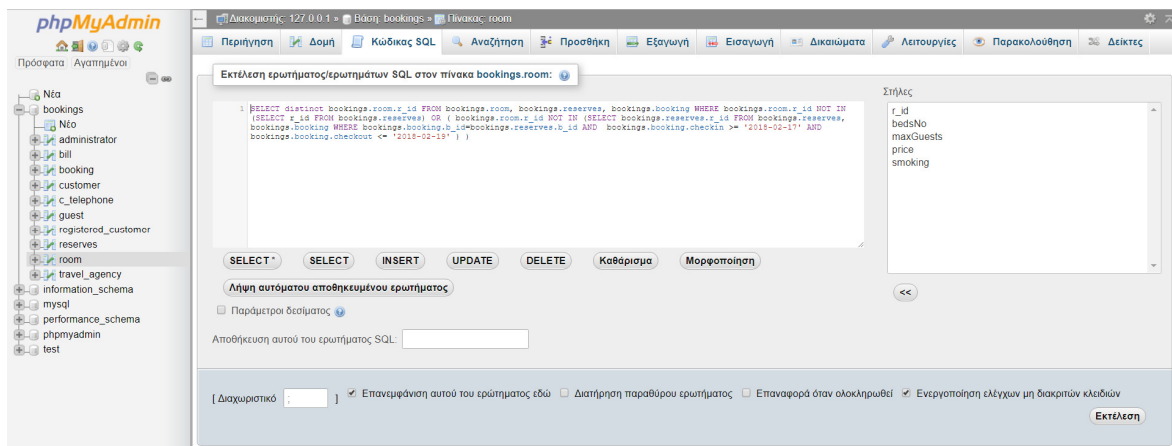 phpMyAdmin
Πρόσφατα Αγαπημένοι
Νέα
bookings
Νέο
administrator
bill
booking
customer
c_telephone
guest
registered_customer
reserves
room
travel_agency
information_schema
mysql
performance_schema
phpmyadmin
test
Διακομιστής: 127.0.0.1 » Βάση: bookings » Πίνακας: room
Περιήγηση Δομή Κώδικας SQL Αναζήτηση Προσθήκη Εξαγωγή Εισαγωγή Δικαιώματα Λειτουργίες Παρακολούθηση Δείκτες
Εκτέλεση ερωτήματος/ερωτημάτων SQL στον πίνακα bookings.room:
1 SELECT distinct bookings.room.r_id FROM bookings.room, bookings.reserves, bookings.booking WHERE bookings.room.r_id NOT IN
(SELECT r_id FROM bookings.reserves) OR ( bookings.room.r_id NOT IN (SELECT bookings.reserves.r_id FROM bookings.reserves,
bookings.booking WHERE bookings.booking.b_id=bookings.reserves.b_id AND bookings.booking.checkin >= '2018-02-17' AND
bookings.booking.checkout <= '2018-02-19' ) )
Στήλες
r_id
bedsNo
maxGuests
price
smoking
SELECT * SELECT INSERT UPDATE DELETE Καθάρισμα Μορφοποίηση
Λήψη αυτόματου αποθηκευμένου ερωτήματος
<<
Παράμετροι δεσίματος
Αποθήκευση αυτού του ερωτήματος SQL:
[ Διαχωριστικό ; ] Επανεμφάνιση αυτού του ερώτηματος εδώ Διατήρηση παραθύρου ερωτήματος Επαναφορά όταν ολοκληρωθεί Ενεργοποίηση ελέγχων μη διακριτών κλειδιών
Εκτέλεση